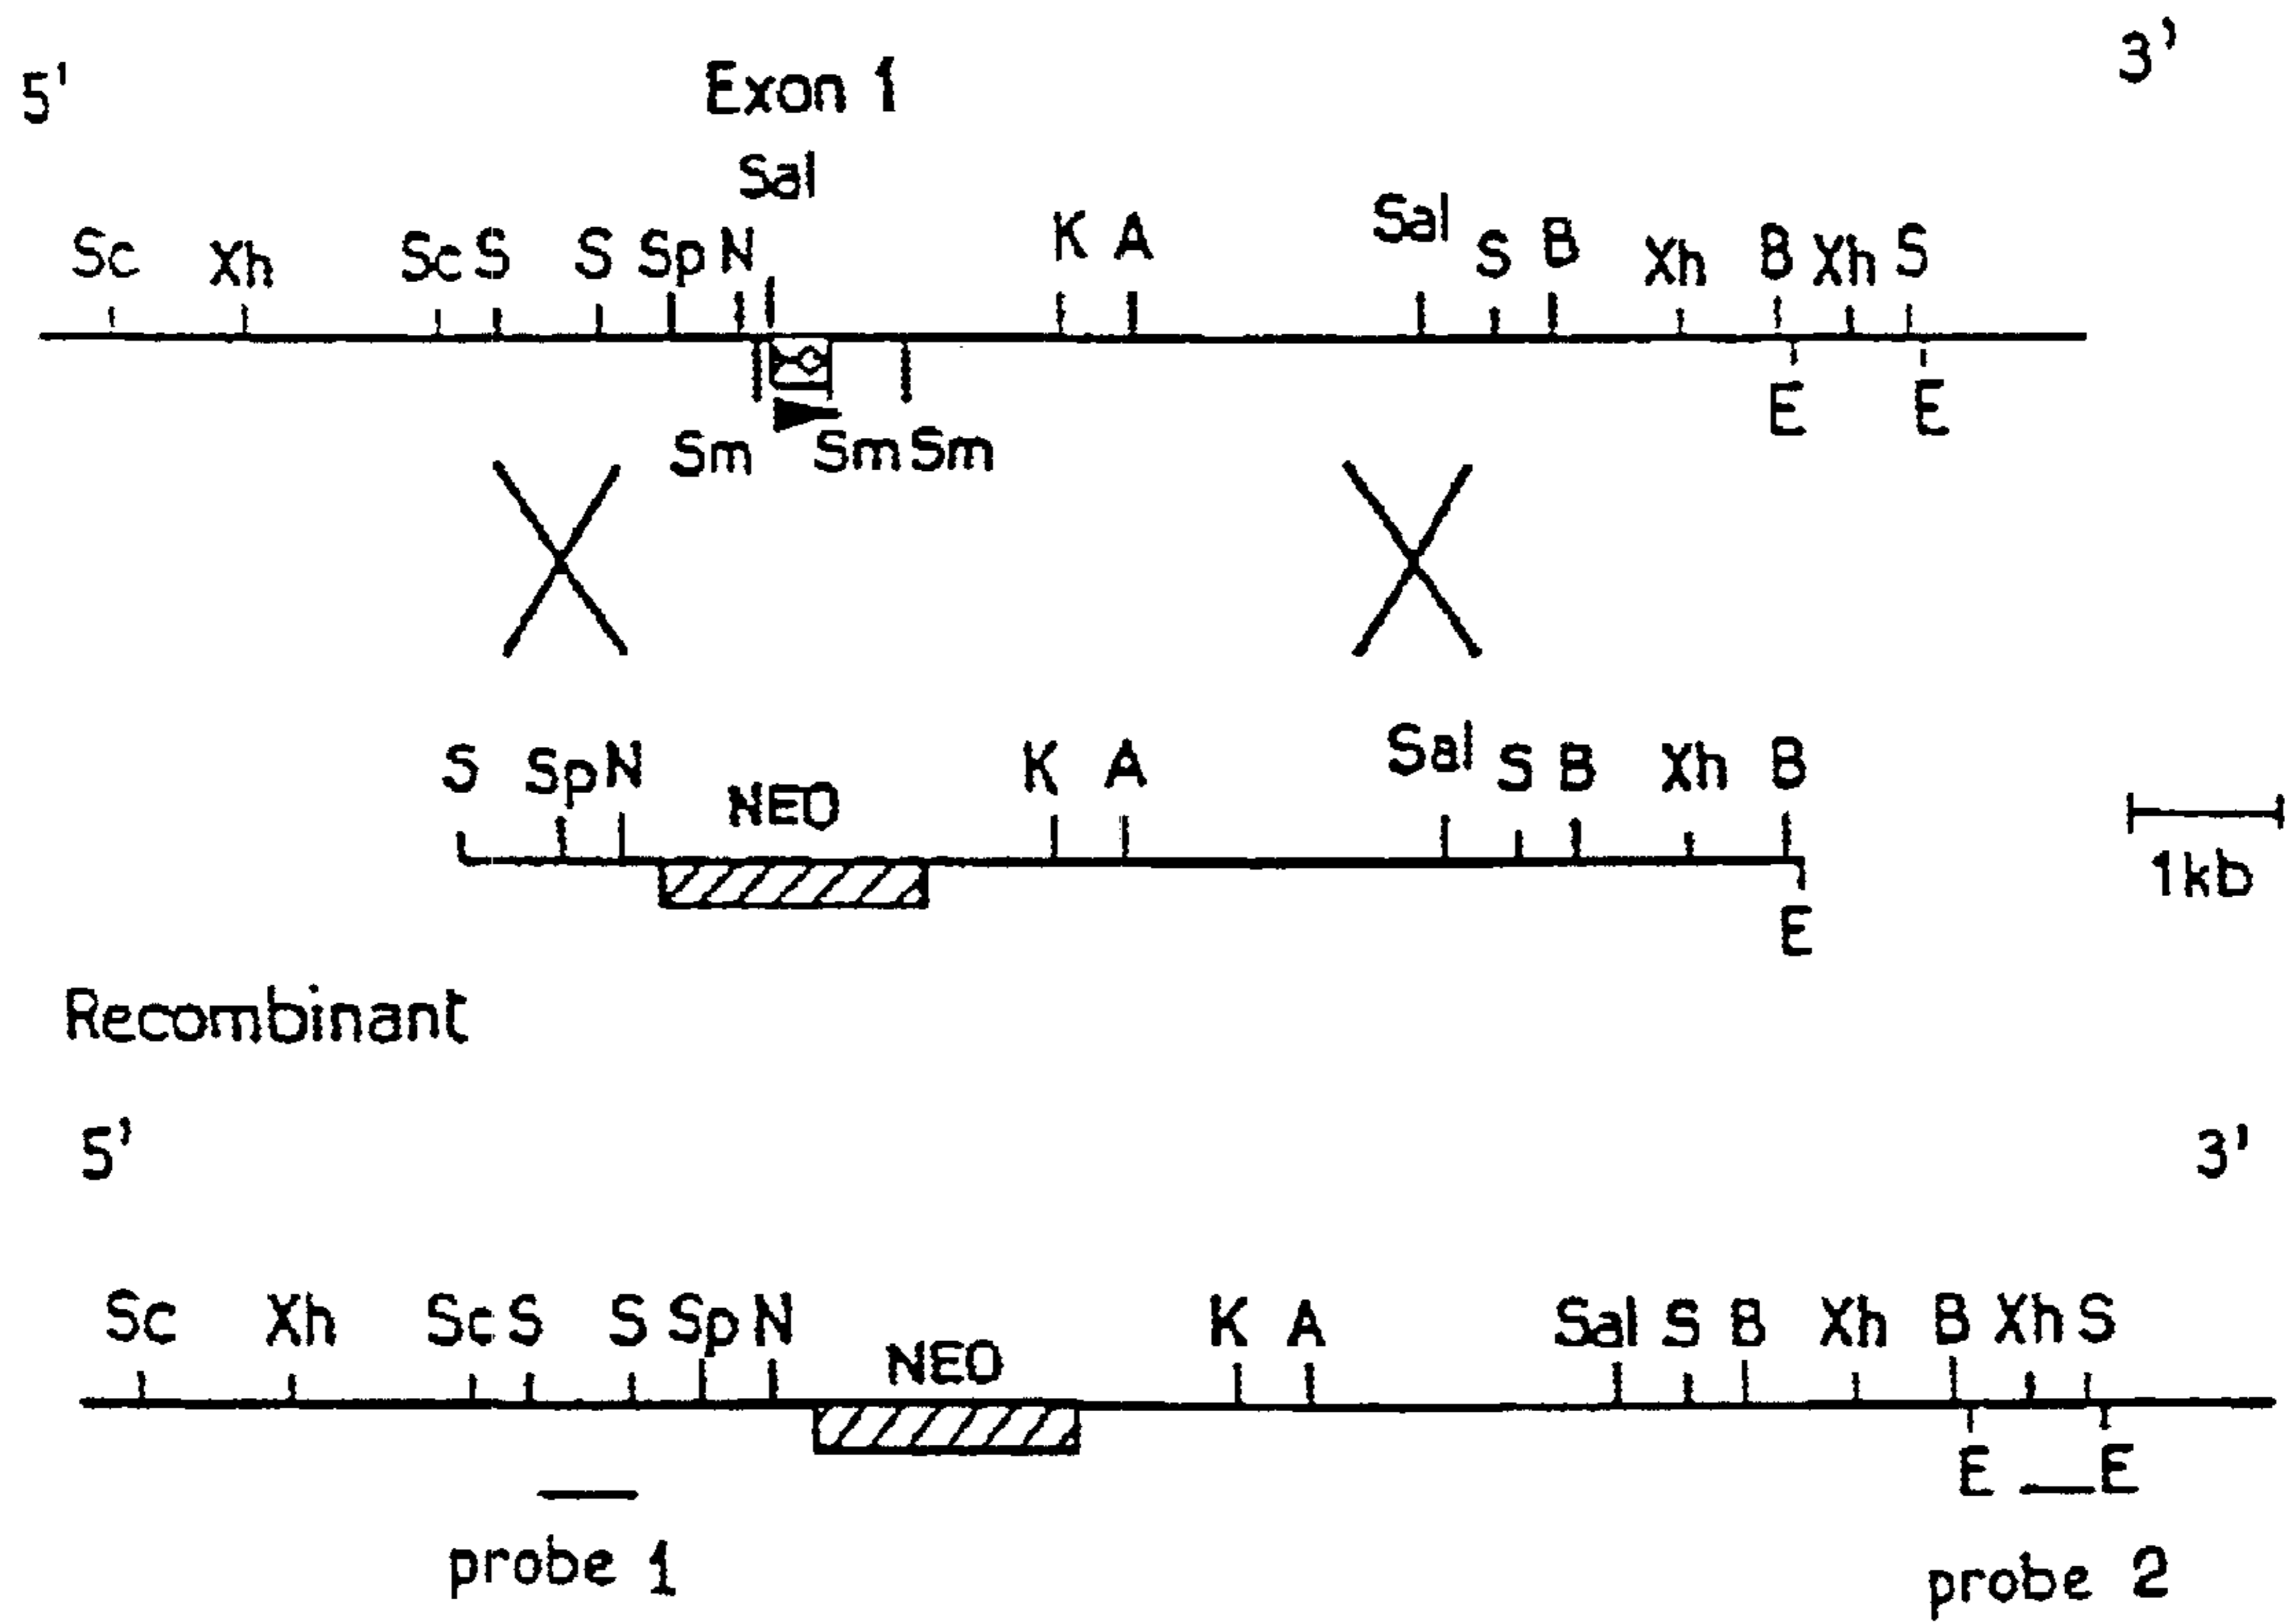 5' Exon 1 3'
Sal
Sc Xh Sc S S Sp N K A Sal S B Xh B Xh S
E E
Sm Sm Sm
S Sp N NEO K A Sal S B Xh B
1kb
E
Recombinant
5' 3'
Sc Xh Sc S S Sp N NEO K A Sal S B Xh B Xh S
E E
probe 1 probe 2